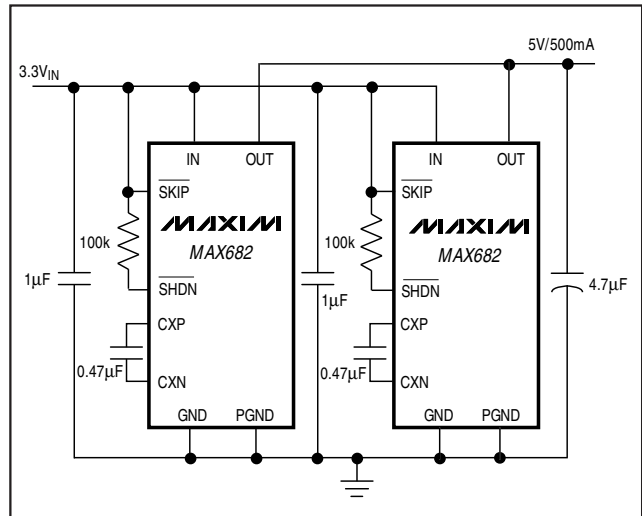 5V/500mA
3.3VIN
IN OUT
SKIP
MAXIM
MAX682
100k
SHDN
1µF
CXP
0.47µF
CXN
GND PGND
1µF
IN OUT
SKIP
MAXIM
MAX682
100k
SHDN
CXP
0.47µF
CXN
GND PGND
4.7µF